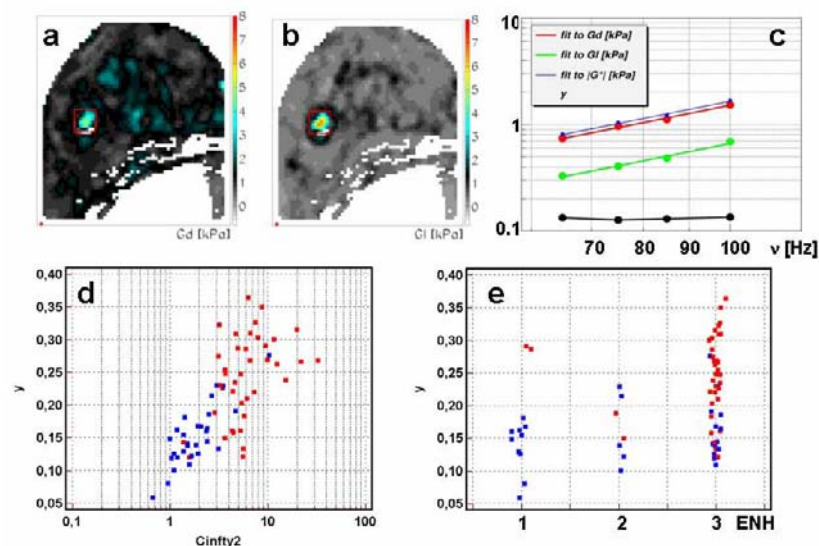 a
8
7
6
5
4
3
2
1
0
Gd [kPa]
b
8
7
6
5
4
3
2
1
0
Gl [kPa]
c
fit to Gd [kPa]
fit to Gl [kPa]
fit to |G*| [kPa]
y
10
1
0.1
70 80 90 100 ν [Hz]
d
y
0,40
0,35
0,30
0,25
0,20
0,15
0,10
0,05
0,1 1 10 100
Cinfty2
e
y
0,40
0,35
0,30
0,25
0,20
0,15
0,10
0,05
1 2 3 ENH